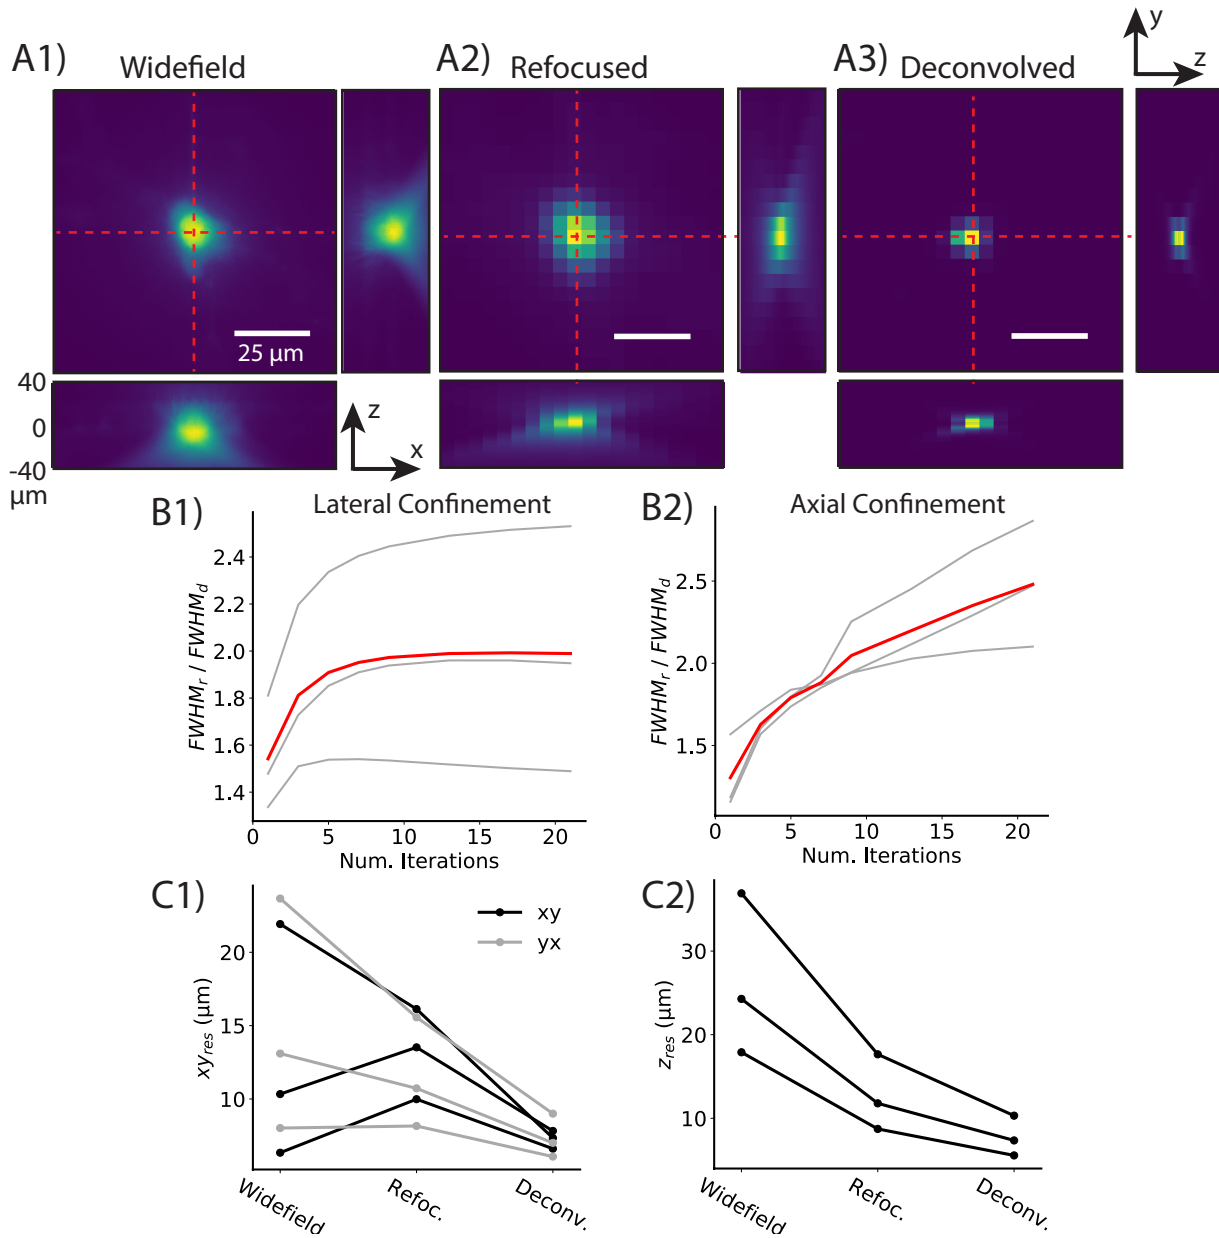 A1) Widefield
A2) Refocused
A3) Deconvolved
y
z
25 μm
40
0
-40
μm
z
x
B1) Lateral Confinement
FWHM_r / FWHM_d
2.4
2.2
2.0
1.8
1.6
1.4
0 5 10 15 20
Num. Iterations
B2) Axial Confinement
FWHM_r / FWHM_d
2.5
2.0
1.5
0 5 10 15 20
Num. Iterations
C1)
xy_res (μm)
20
15
10
xy
yx
Widefield Refoc. Deconv.
C2)
z_res (μm)
30
20
10
Widefield Refoc. Deconv.